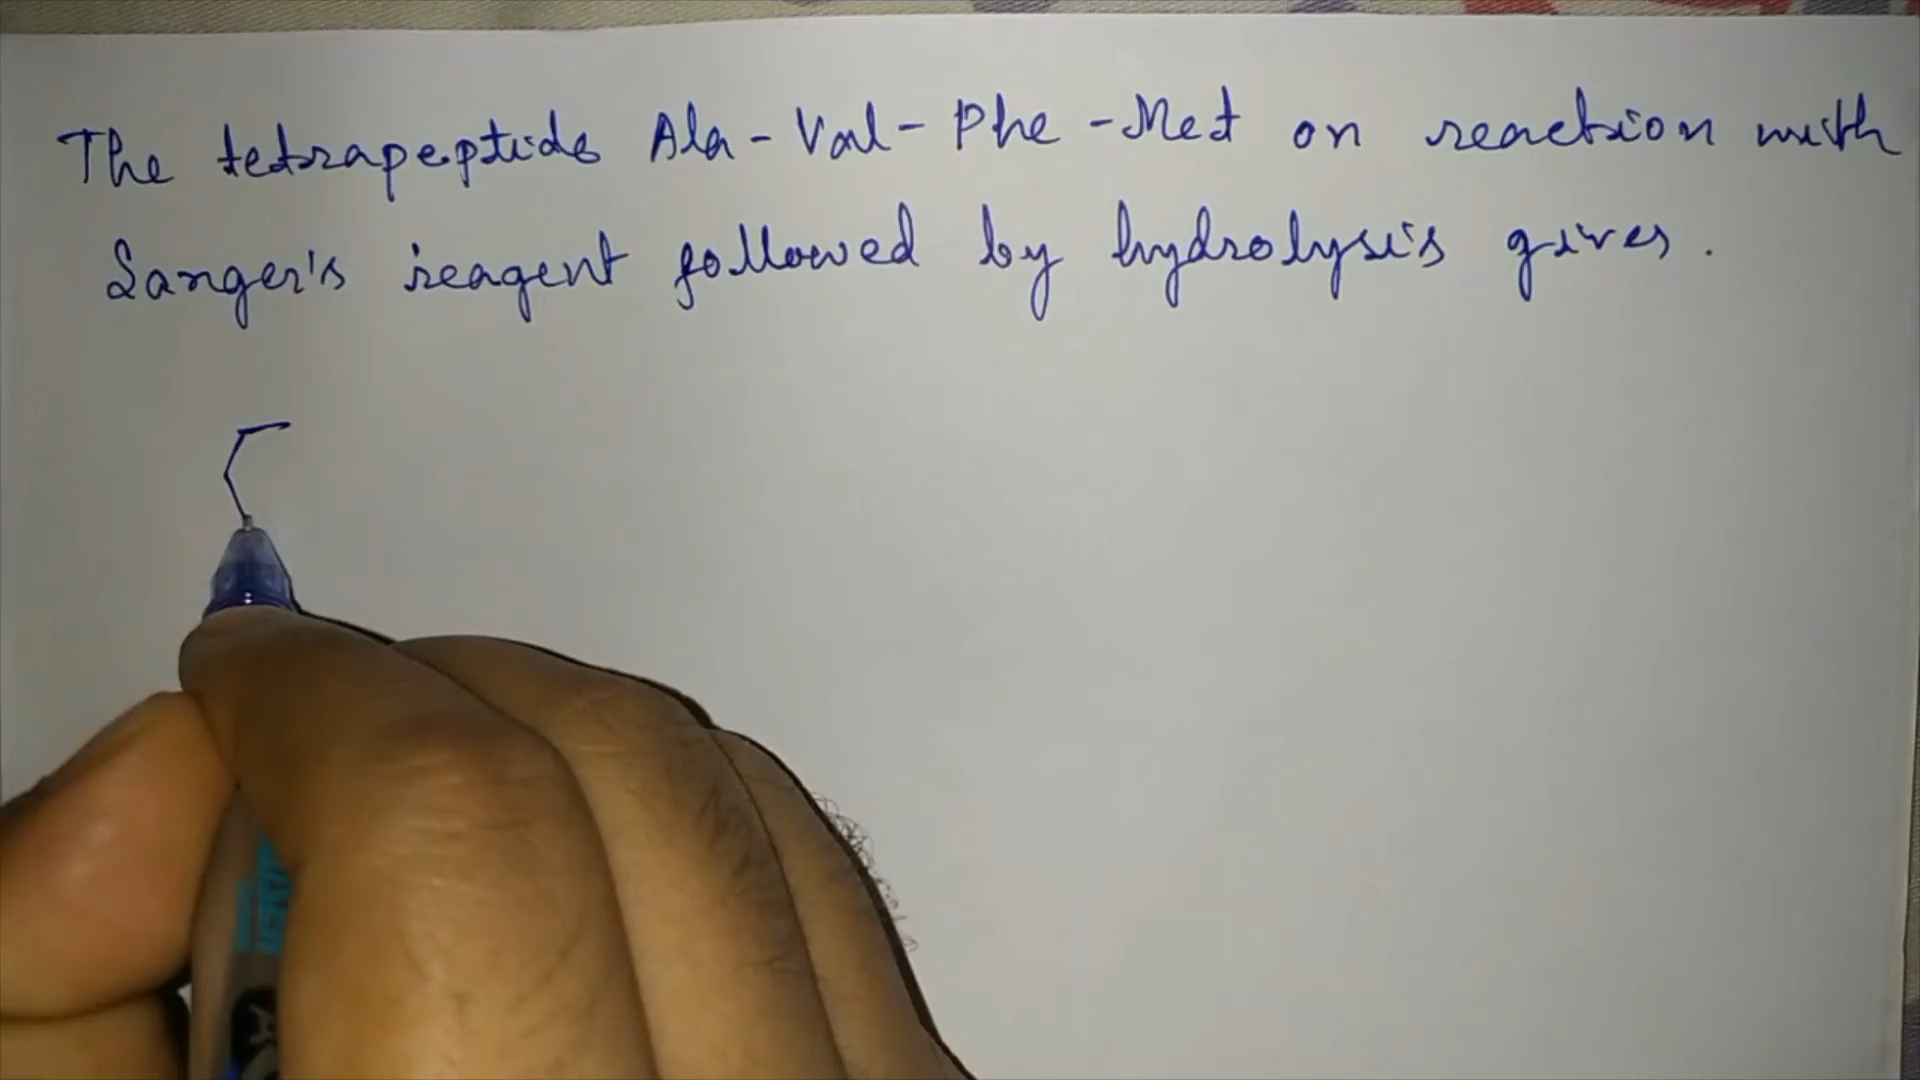 The tetrapeptide Ala - Val - Phe - Met on reaction with
Sanger's reagent followed by hydrolysis gives.